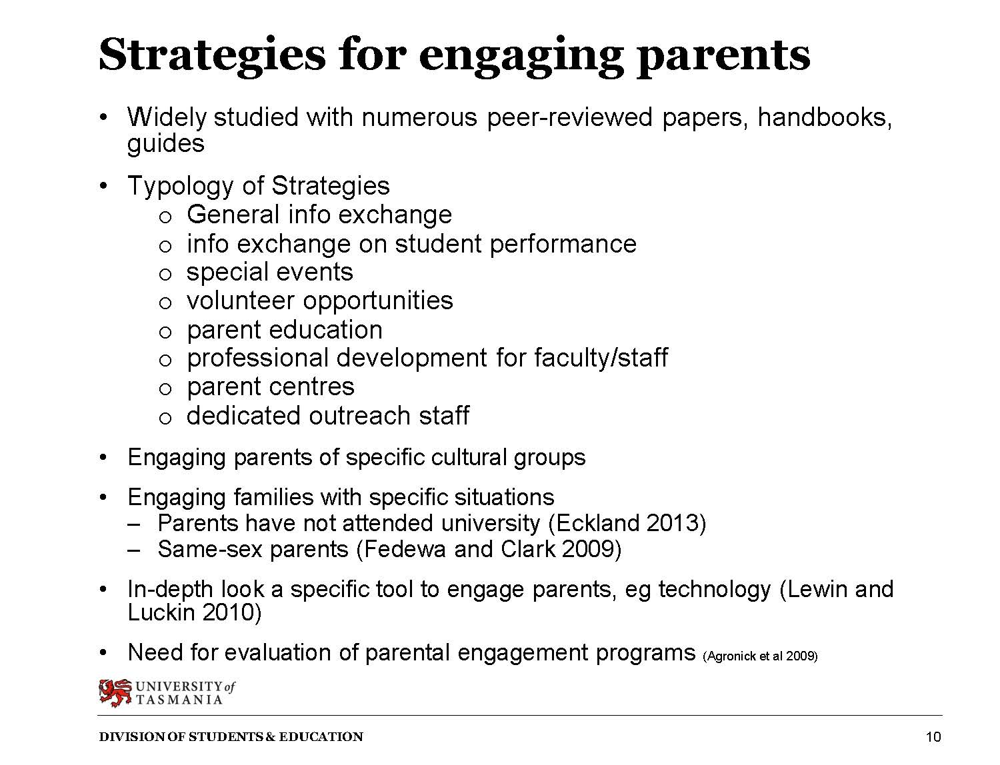 Strategies for engaging parents
• Widely studied with numerous peer-reviewed papers, handbooks,
guides
• Typology of Strategies
o General info exchange
o info exchange on student performance
o special events
o volunteer opportunities
o parent education
o professional development for faculty/staff
o parent centres
o dedicated outreach staff
• Engaging parents of specific cultural groups
• Engaging families with specific situations
– Parents have not attended university (Eckland 2013)
– Same-sex parents (Fedewa and Clark 2009)
• In-depth look a specific tool to engage parents, eg technology (Lewin and
Luckin 2010)
• Need for evaluation of parental engagement programs (Agronick et al 2009)
UNIVERSITY of
TASMANIA
DIVISION OF STUDENTS & EDUCATION
10